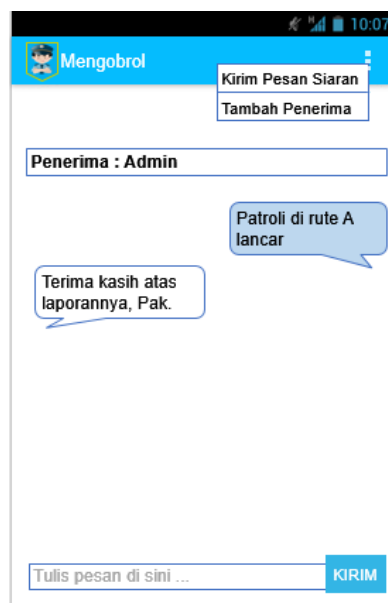 10:07
Mengobrol
Kirim Pesan Siaran
Tambah Penerima
Penerima : Admin
Patroli di rute A
lancar
Terima kasih atas
laporannya, Pak.
Tulis pesan di sini ...
KIRIM